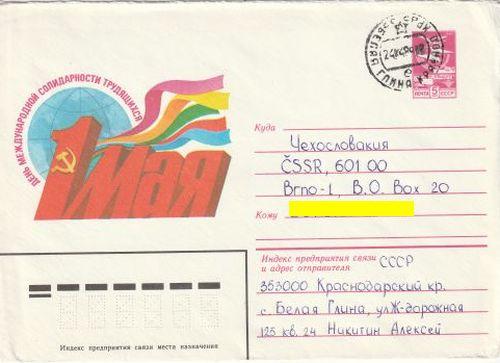 ДЕНЬ МЕЖДУНАРОДНОЙ СОЛИДАРНОСТИ ТРУДЯЩИХСЯ
1 МАЯ
БЕЛАЯ ГЛИНА
ПОЧТА 5 СССР
Куда Чехословакия
ČSSR, 601 00
Brno-1, B.O. Box 20
Кому
Индекс предприятия связи
и адрес отправителя СССР
353000 Краснодарский кр.
с. Белая Глина, ул Ж-дорожная
125 кв. 24 Никитин Алексей
Индекс предприятия связи места назначения